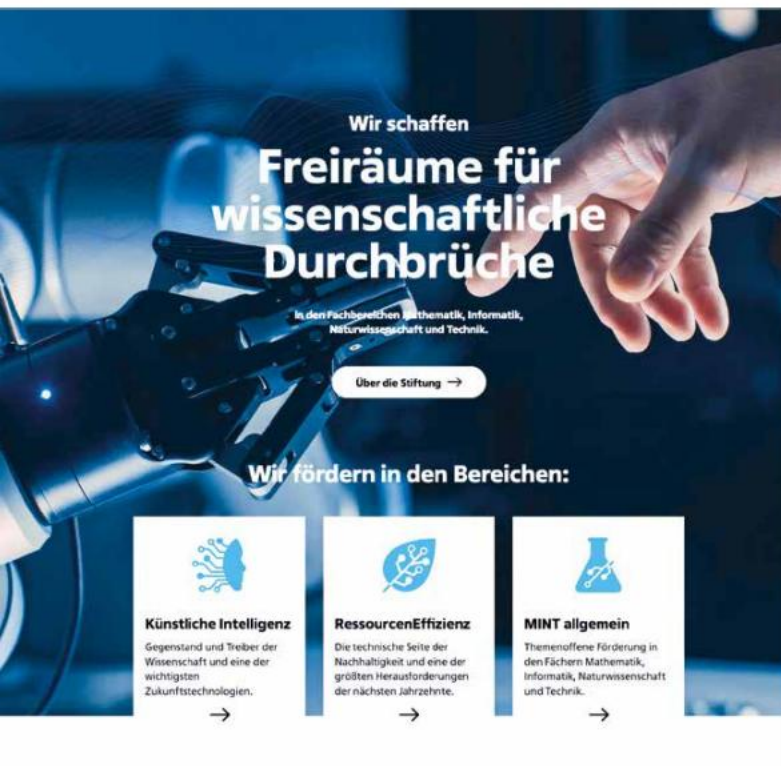 Wir schaffen
Freiräume für
wissenschaftliche
Durchbrüche
In den Fachbereichen Mathematik, Informatik,
Naturwissenschaft und Technik.
Über die Stiftung →
Wir fördern in den Bereichen:
Künstliche Intelligenz
Gegenstand und Treiber der
Wissenschaft und eine der
wichtigsten
Zukunftstechnologien.
→
RessourcenEffizienz
Die technische Seite der
Nachhaltigkeit und eine der
größten Herausforderungen
der nächsten Jahrzehnte.
→
MINT allgemein
Themenoffene Förderung in
den Fächern Mathematik,
Informatik, Naturwissenschaft
und Technik.
→